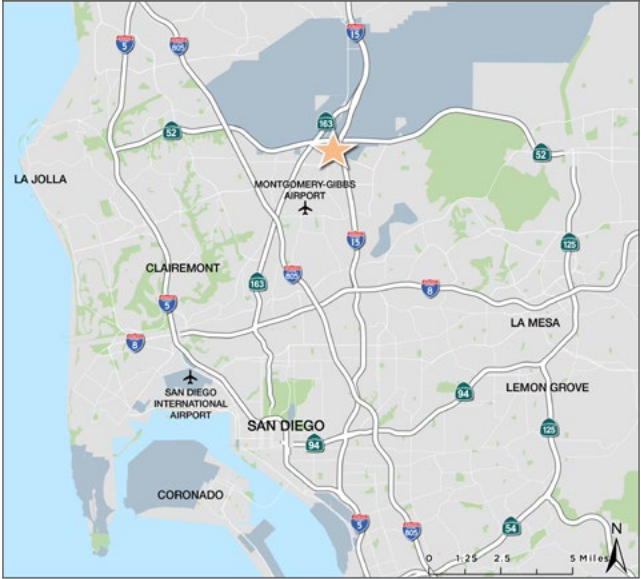 15
5
805
163
52
52
LA JOLLA
MONTGOMERY-GIBBS
AIRPORT
15
125
CLAIREMONT
805
163
8
5
LA MESA
8
SAN DIEGO
INTERNATIONAL
AIRPORT
94
LEMON GROVE
SAN DIEGO
125
94
CORONADO
5
805
54
N
0 1.25 2.5 5 Miles